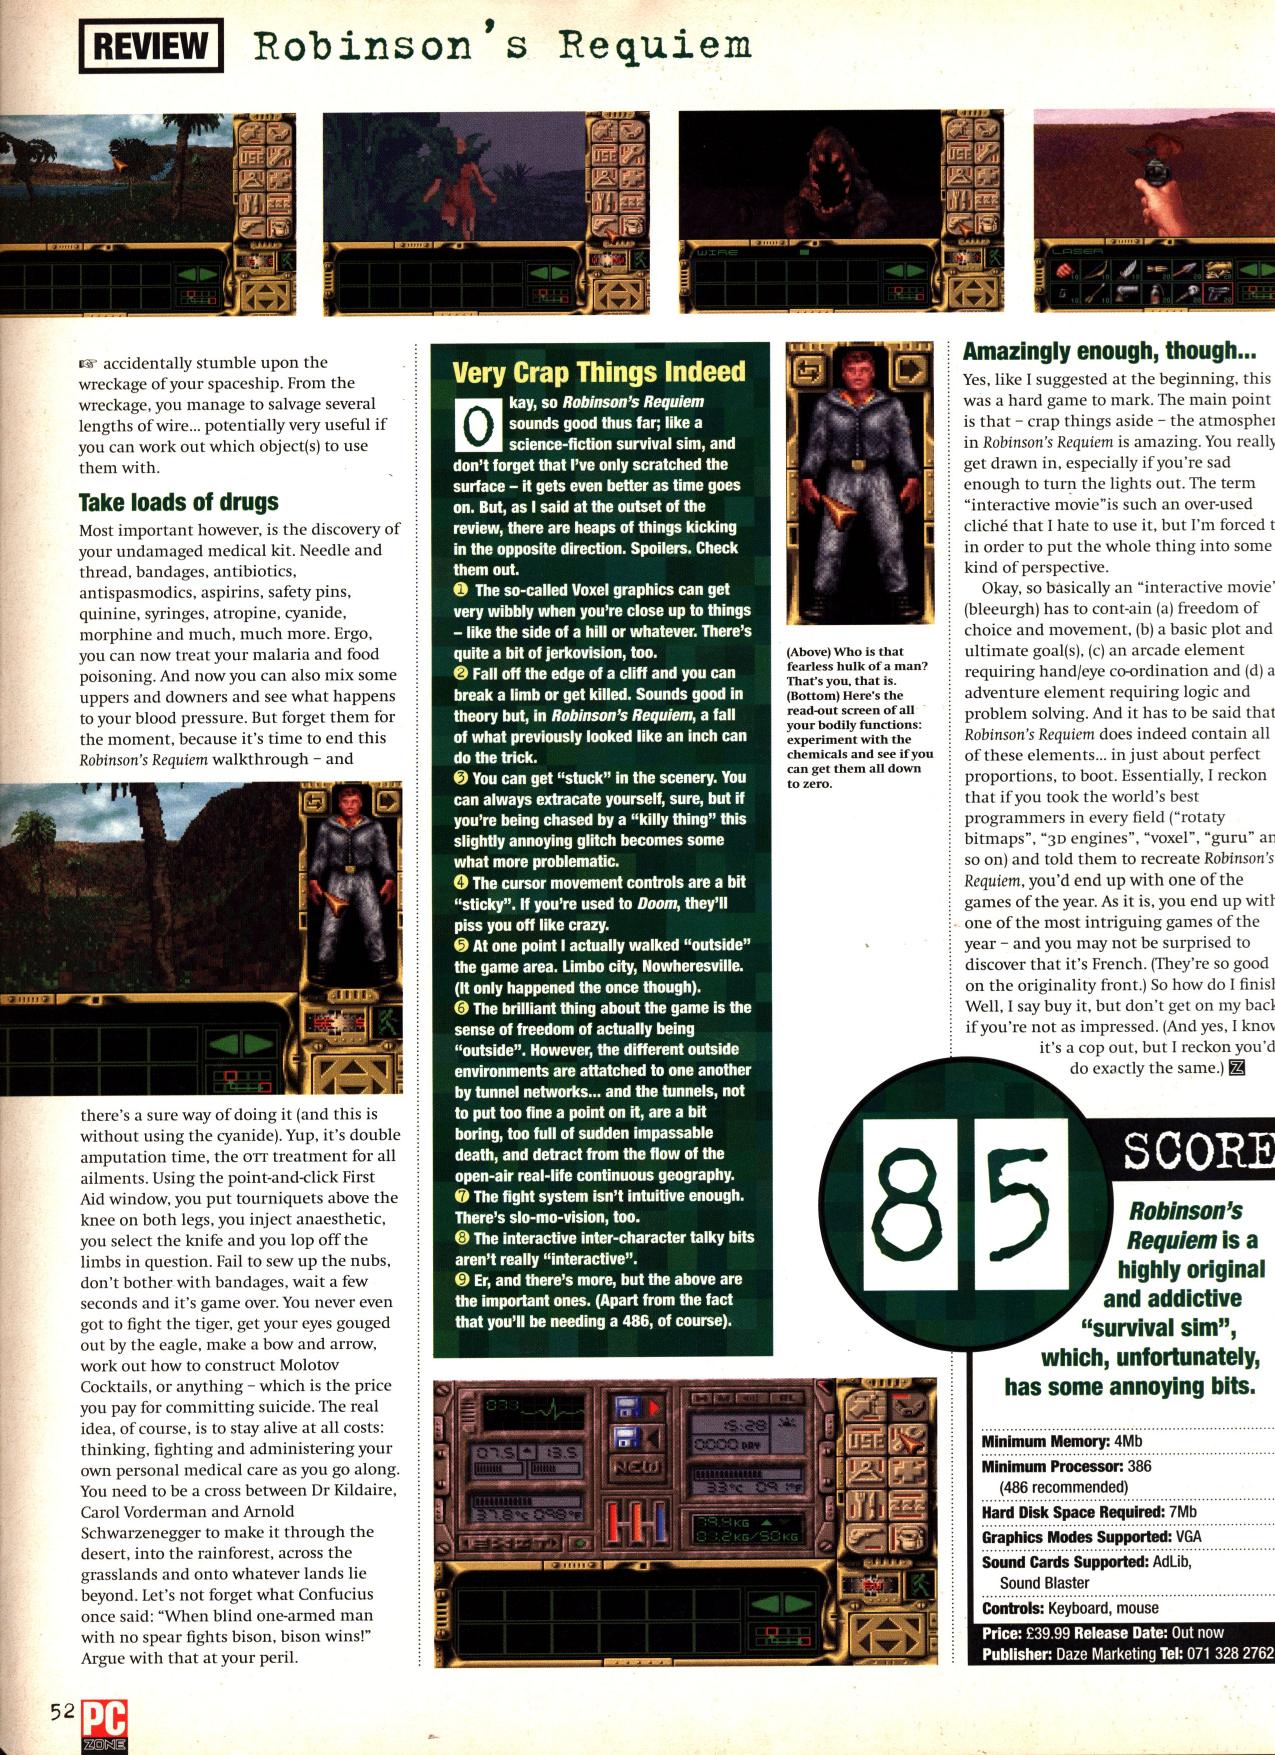 REVIEW Robinson's Requiem
WIRE
LASER
☞ accidentally stumble upon the
wreckage of your spaceship. From the
wreckage, you manage to salvage several
lengths of wire... potentially very useful if
you can work out which object(s) to use
them with.
Take loads of drugs
Most important however, is the discovery of
your undamaged medical kit. Needle and
thread, bandages, antibiotics,
antispasmodics, aspirins, safety pins,
quinine, syringes, atropine, cyanide,
morphine and much, much more. Ergo,
you can now treat your malaria and food
poisoning. And now you can also mix some
uppers and downers and see what happens
to your blood pressure. But forget them for
the moment, because it's time to end this
Robinson's Requiem walkthrough – and
there's a sure way of doing it (and this is
without using the cyanide). Yup, it's double
amputation time, the OTT treatment for all
ailments. Using the point-and-click First
Aid window, you put tourniquets above the
knee on both legs, you inject anaesthetic,
you select the knife and you lop off the
limbs in question. Fail to sew up the nubs,
don't bother with bandages, wait a few
seconds and it's game over. You never even
got to fight the tiger, get your eyes gouged
out by the eagle, make a bow and arrow,
work out how to construct Molotov
Cocktails, or anything – which is the price
you pay for committing suicide. The real
idea, of course, is to stay alive at all costs:
thinking, fighting and administering your
own personal medical care as you go along.
You need to be a cross between Dr Kildaire,
Carol Vorderman and Arnold
Schwarzenegger to make it through the
desert, into the rainforest, across the
grasslands and onto whatever lands lie
beyond. Let's not forget what Confucius
once said: "When blind one-armed man
with no spear fights bison, bison wins!"
Argue with that at your peril.
Very Crap Things Indeed
Okay, so Robinson's Requiem
sounds good thus far; like a
science-fiction survival sim, and
don't forget that I've only scratched the
surface – it gets even better as time goes
on. But, as I said at the outset of the
review, there are heaps of things kicking
in the opposite direction. Spoilers. Check
them out.
❶ The so-called Voxel graphics can get
very wibbly when you're close up to things
– like the side of a hill or whatever. There's
quite a bit of jerkovision, too.
❷ Fall off the edge of a cliff and you can
break a limb or get killed. Sounds good in
theory but, in Robinson's Requiem, a fall
of what previously looked like an inch can
do the trick.
❸ You can get "stuck" in the scenery. You
can always extracate yourself, sure, but if
you're being chased by a "killy thing" this
slightly annoying glitch becomes some
what more problematic.
❹ The cursor movement controls are a bit
"sticky". If you're used to Doom, they'll
piss you off like crazy.
❺ At one point I actually walked "outside"
the game area. Limbo city, Nowheresville.
(It only happened the once though).
❻ The brilliant thing about the game is the
sense of freedom of actually being
"outside". However, the different outside
environments are attatched to one another
by tunnel networks... and the tunnels, not
to put too fine a point on it, are a bit
boring, too full of sudden impassable
death, and detract from the flow of the
open-air real-life continuous geography.
❼ The fight system isn't intuitive enough.
There's slo-mo-vision, too.
❽ The interactive inter-character talky bits
aren't really "interactive".
❾ Er, and there's more, but the above are
the important ones. (Apart from the fact
that you'll be needing a 486, of course).
(Above) Who is that
fearless hulk of a man?
That's you, that is.
(Bottom) Here's the
read-out screen of all
your bodily functions:
experiment with the
chemicals and see if you
can get them all down
to zero.
15:28
0000 DAY
07.5 13.5
NEW
USE
EXIT
Amazingly enough, though...
Yes, like I suggested at the beginning, this
was a hard game to mark. The main point
is that – crap things aside – the atmospher
in Robinson's Requiem is amazing. You really
get drawn in, especially if you're sad
enough to turn the lights out. The term
"interactive movie"is such an over-used
cliché that I hate to use it, but I'm forced t
in order to put the whole thing into some
kind of perspective.
Okay, so basically an "interactive movie"
(bleeurgh) has to cont-ain (a) freedom of
choice and movement, (b) a basic plot and
ultimate goal(s), (c) an arcade element
requiring hand/eye co-ordination and (d) a
adventure element requiring logic and
problem solving. And it has to be said that
Robinson's Requiem does indeed contain all
of these elements... in just about perfect
proportions, to boot. Essentially, I reckon
that if you took the world's best
programmers in every field ("rotaty
bitmaps", "3D engines", "voxel", "guru" an
so on) and told them to recreate Robinson's
Requiem, you'd end up with one of the
games of the year. As it is, you end up with
one of the most intriguing games of the
year – and you may not be surprised to
discover that it's French. (They're so good
on the originality front.) So how do I finish
Well, I say buy it, but don't get on my back
if you're not as impressed. (And yes, I know
it's a cop out, but I reckon you'd
do exactly the same.) Z
85 SCORE
Robinson's
Requiem is a
highly original
and addictive
"survival sim",
which, unfortunately,
has some annoying bits.
Minimum Memory: 4Mb
Minimum Processor: 386
(486 recommended)
Hard Disk Space Required: 7Mb
Graphics Modes Supported: VGA
Sound Cards Supported: AdLib,
Sound Blaster
Controls: Keyboard, mouse
Price: £39.99 Release Date: Out now
Publisher: Daze Marketing Tel: 071 328 2762
52 PC
ZONE